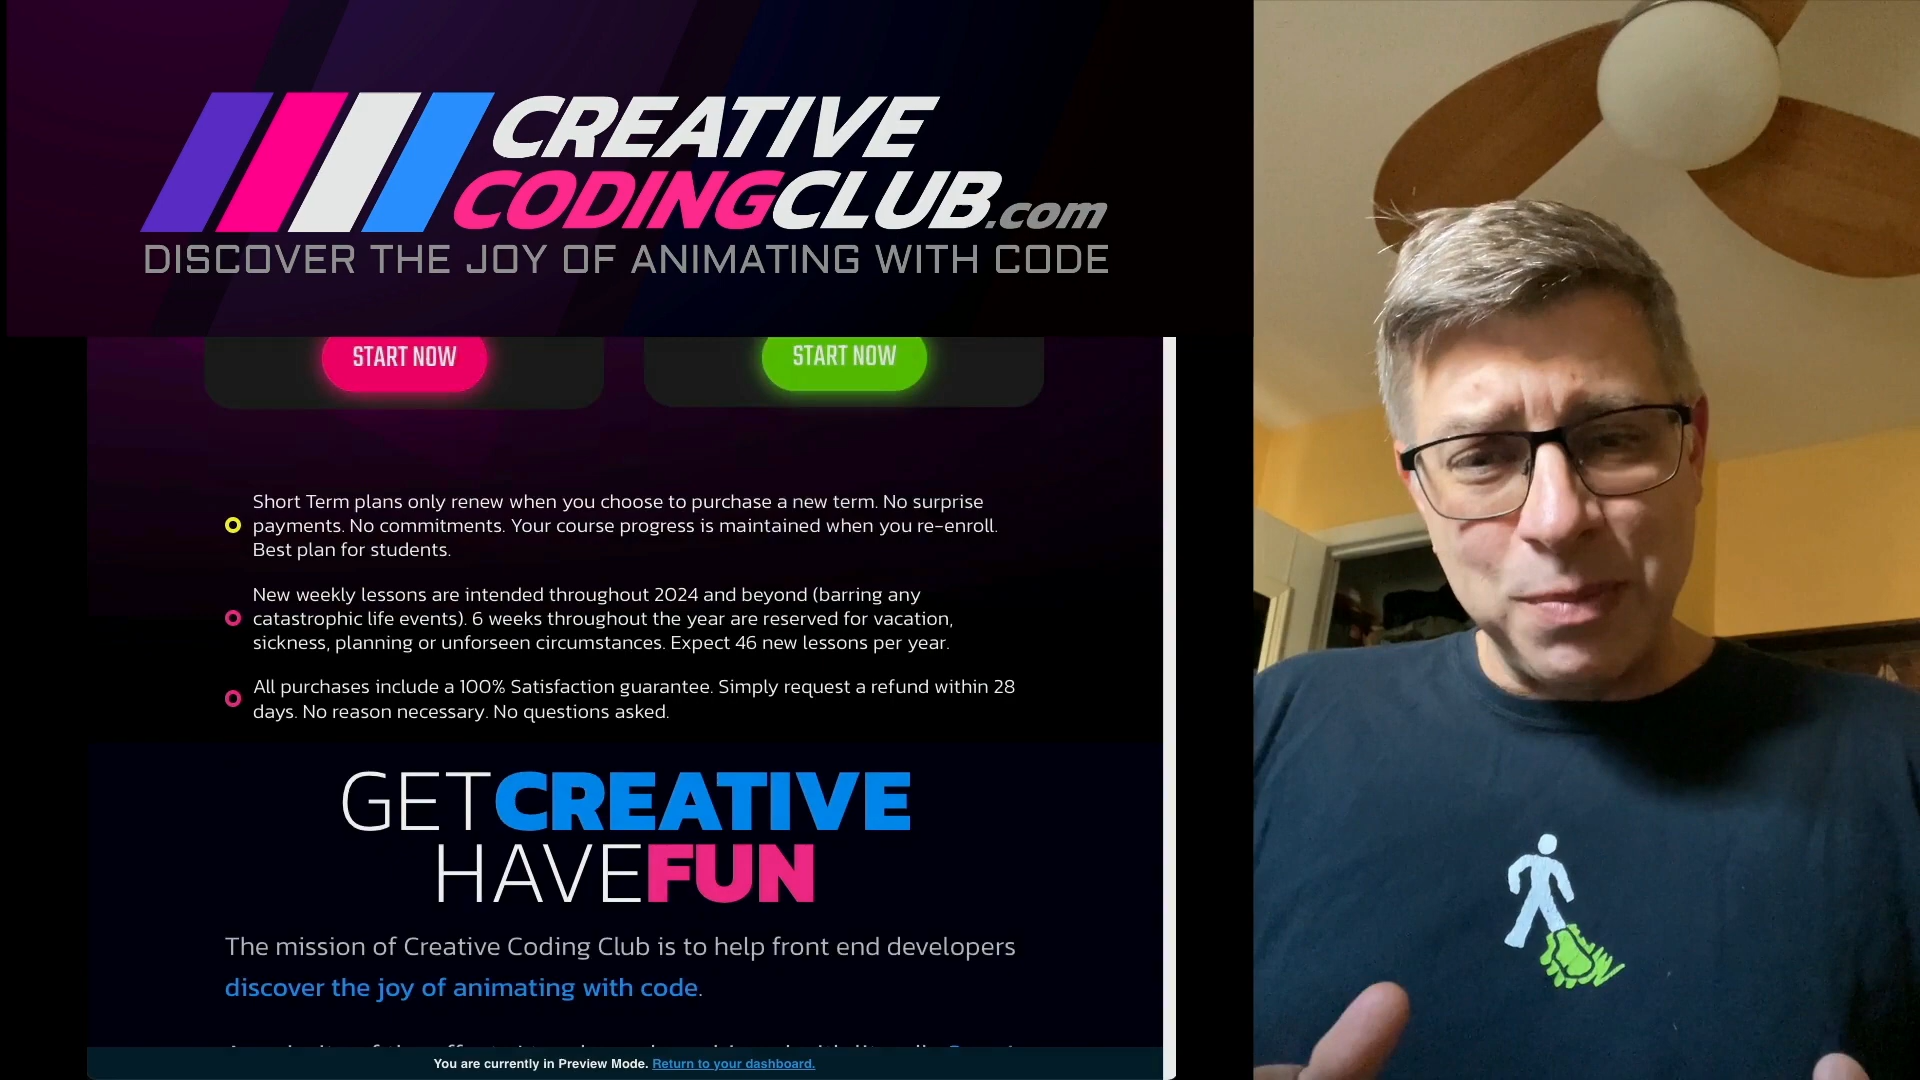 CREATIVE
CODINGCLUB.com
DISCOVER THE JOY OF ANIMATING WITH CODE
START NOW
START NOW
Short Term plans only renew when you choose to purchase a new term. No surprise
payments. No commitments. Your course progress is maintained when you re-enroll.
Best plan for students.
New weekly lessons are intended throughout 2024 and beyond (barring any
catastrophic life events). 6 weeks throughout the year are reserved for vacation,
sickness, planning or unforseen circumstances. Expect 46 new lessons per year.
All purchases include a 100% Satisfaction guarantee. Simply request a refund within 28
days. No reason necessary. No questions asked.
GETCREATIVE
HAVEFUN
The mission of Creative Coding Club is to help front end developers
discover the joy of animating with code.
You are currently in Preview Mode. Return to your dashboard.